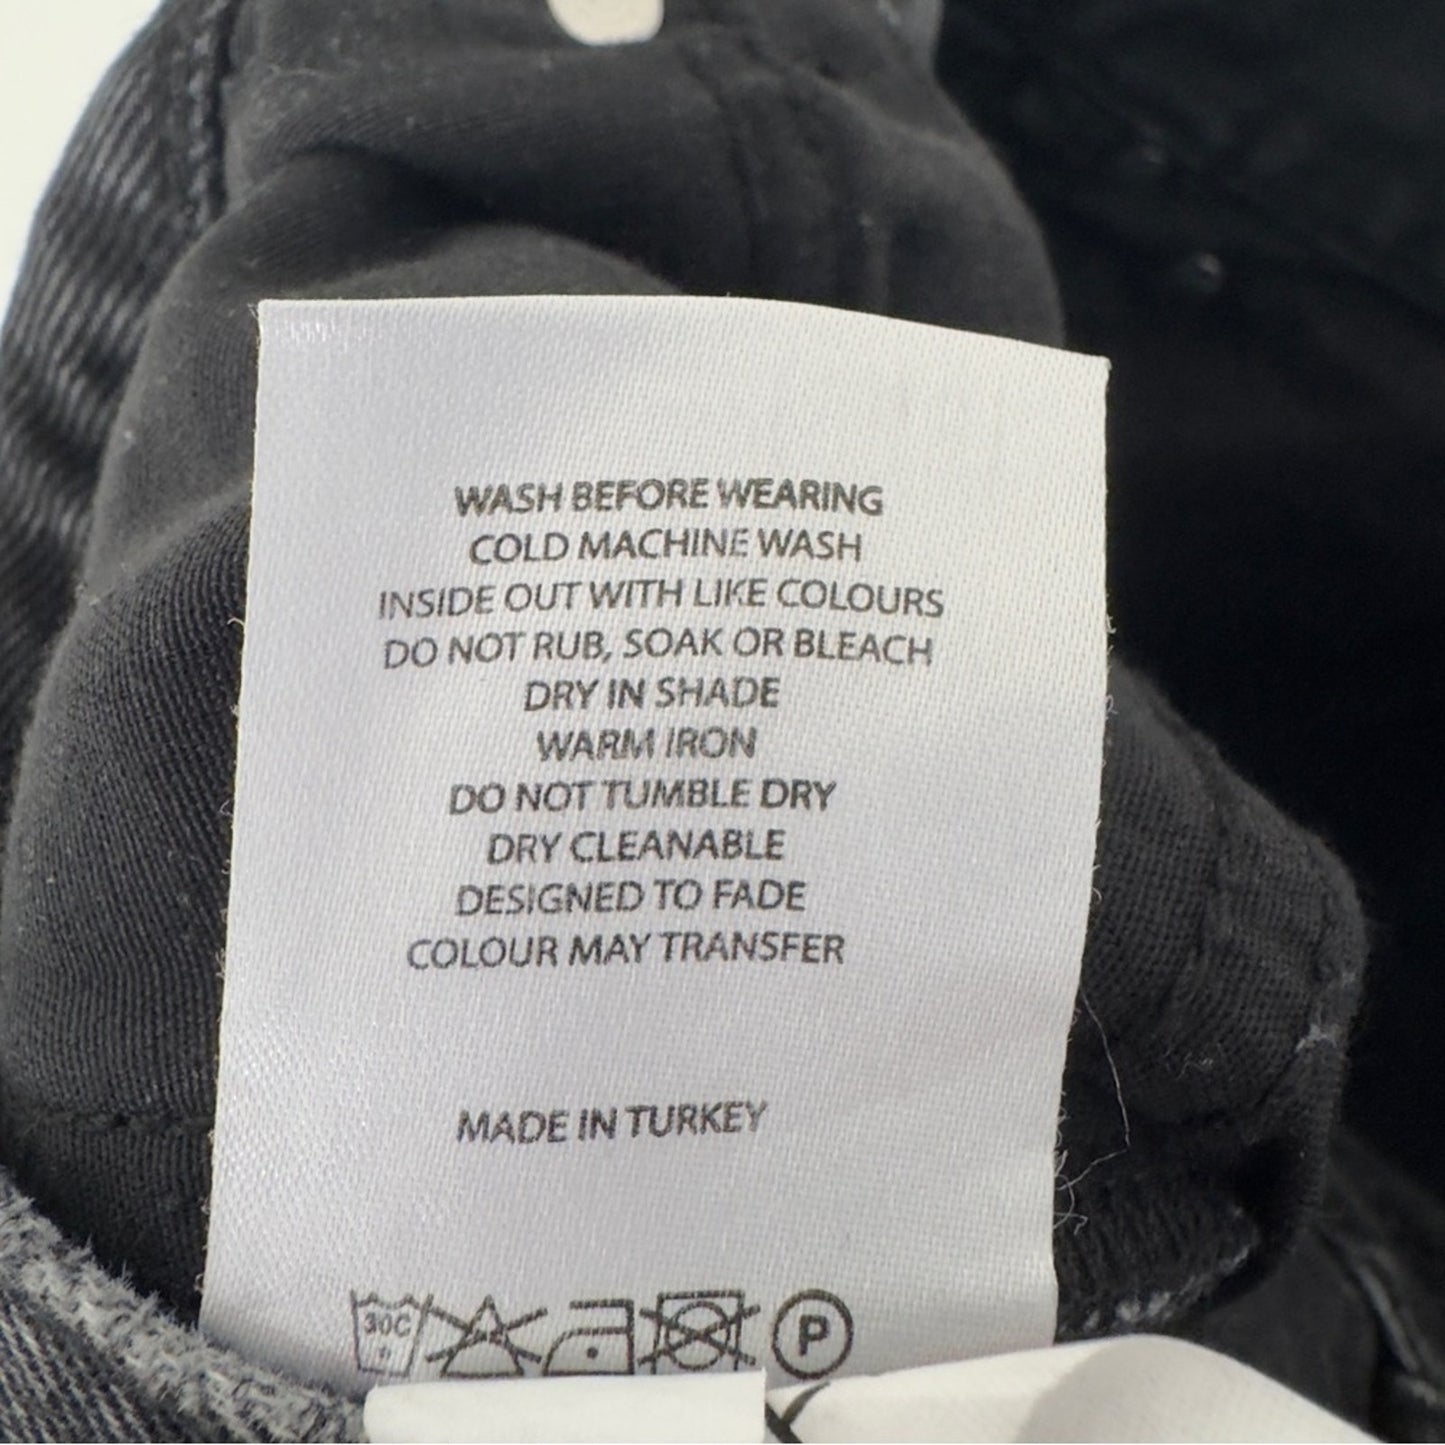 WASH BEFORE WEARING
COLD MACHINE WASH
INSIDE OUT WITH LIKE COLOURS
DO NOT RUB, SOAK OR BLEACH
DRY IN SHADE
WARM IRON
DO NOT TUMBLE DRY
DRY CLEANABLE
DESIGNED TO FADE
COLOUR MAY TRANSFER
MADE IN TURKEY
30C P